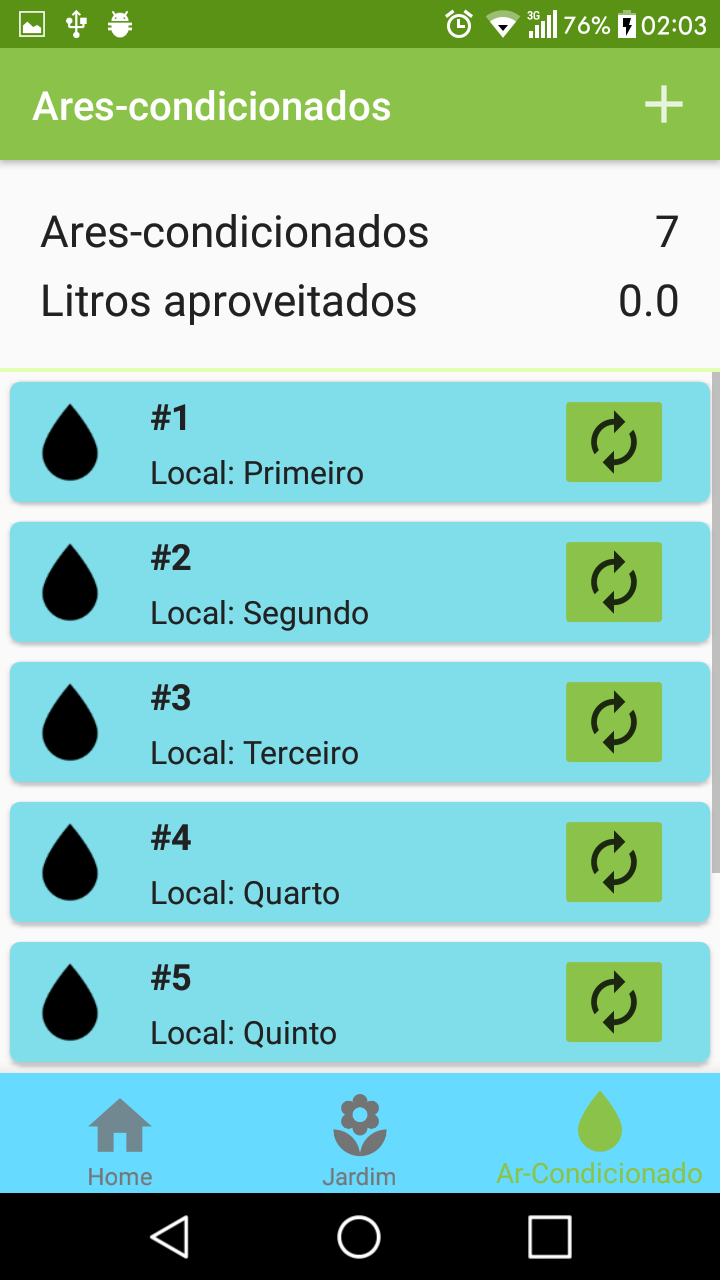 3G 76% 02:03
Ares-condicionados
Ares-condicionados 7
Litros aproveitados 0.0
#1
Local: Primeiro
#2
Local: Segundo
#3
Local: Terceiro
#4
Local: Quarto
#5
Local: Quinto
Home Jardim Ar-Condicionado